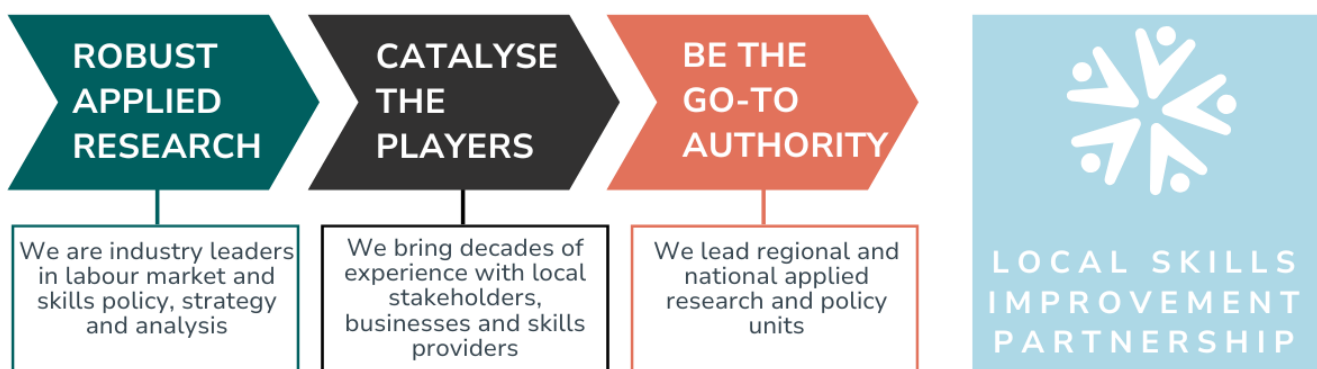 ROBUST
APPLIED
RESEARCH
We are industry leaders
in labour market and
skills policy, strategy
and analysis
CATALYSE
THE
PLAYERS
We bring decades of
experience with local
stakeholders,
businesses and skills
providers
BE THE
GO-TO
AUTHORITY
We lead regional and
national applied
research and policy
units
LOCAL SKILLS
IMPROVEMENT
PARTNERSHIP